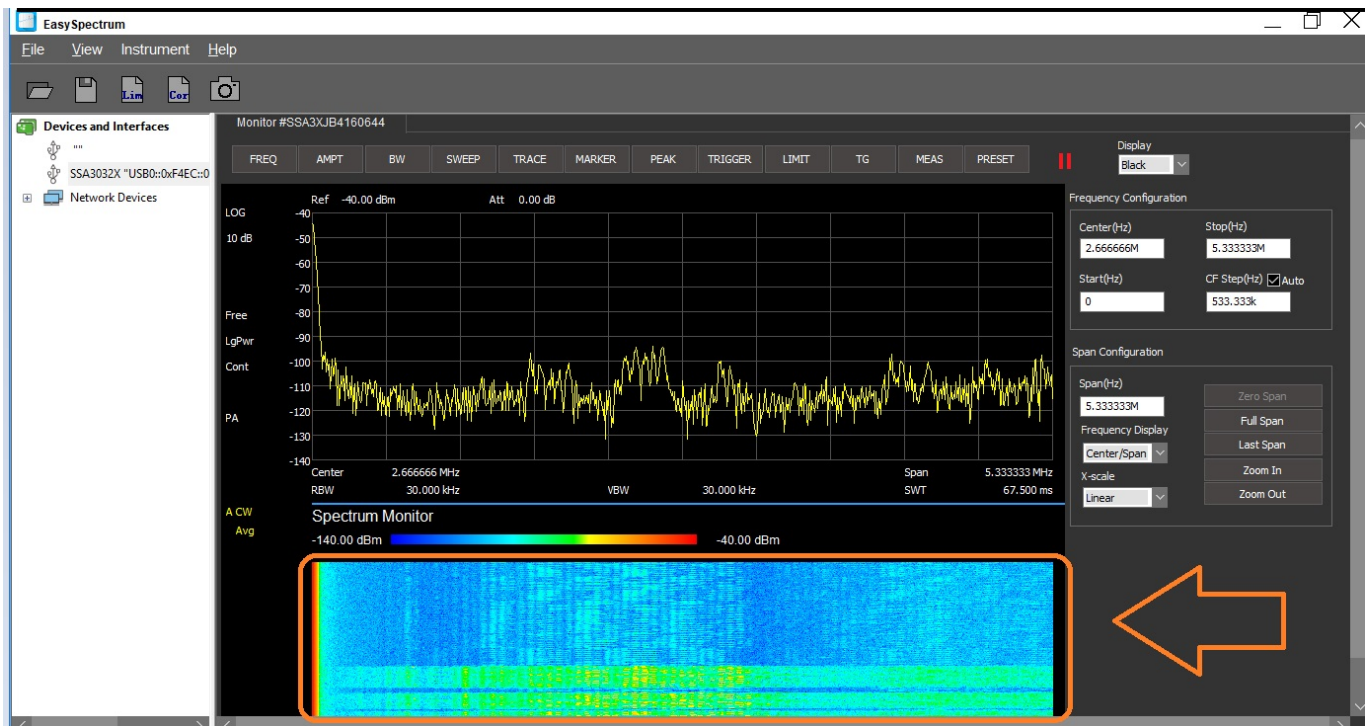 EasySpectrum
File View Instrument Help
Lim Cor
Devices and Interfaces
""
SSA3032X "USB0::0xF4EC::0
Network Devices
Monitor #SSA3XJB4160644
FREQ AMPT BW SWEEP TRACE MARKER PEAK TRIGGER LIMIT TG MEAS PRESET
Display
Black
Ref -40.00 dBm Att 0.00 dB
LOG
10 dB
Free
LgPwr
Cont
PA
-40
-50
-60
-70
-80
-90
-100
-110
-120
-130
-140
Center 2.666666 MHz Span 5.333333 MHz
RBW 30.000 kHz VBW 30.000 kHz SWT 67.500 ms
A CW
Avg
Spectrum Monitor
-140.00 dBm -40.00 dBm
Frequency Configuration
Center(Hz) Stop(Hz)
2.666666M 5.333333M
Start(Hz) CF Step(Hz) Auto
0 533.333k
Span Configuration
Span(Hz)
5.333333M
Frequency Display
Center/Span
X-scale
Linear
Zero Span
Full Span
Last Span
Zoom In
Zoom Out